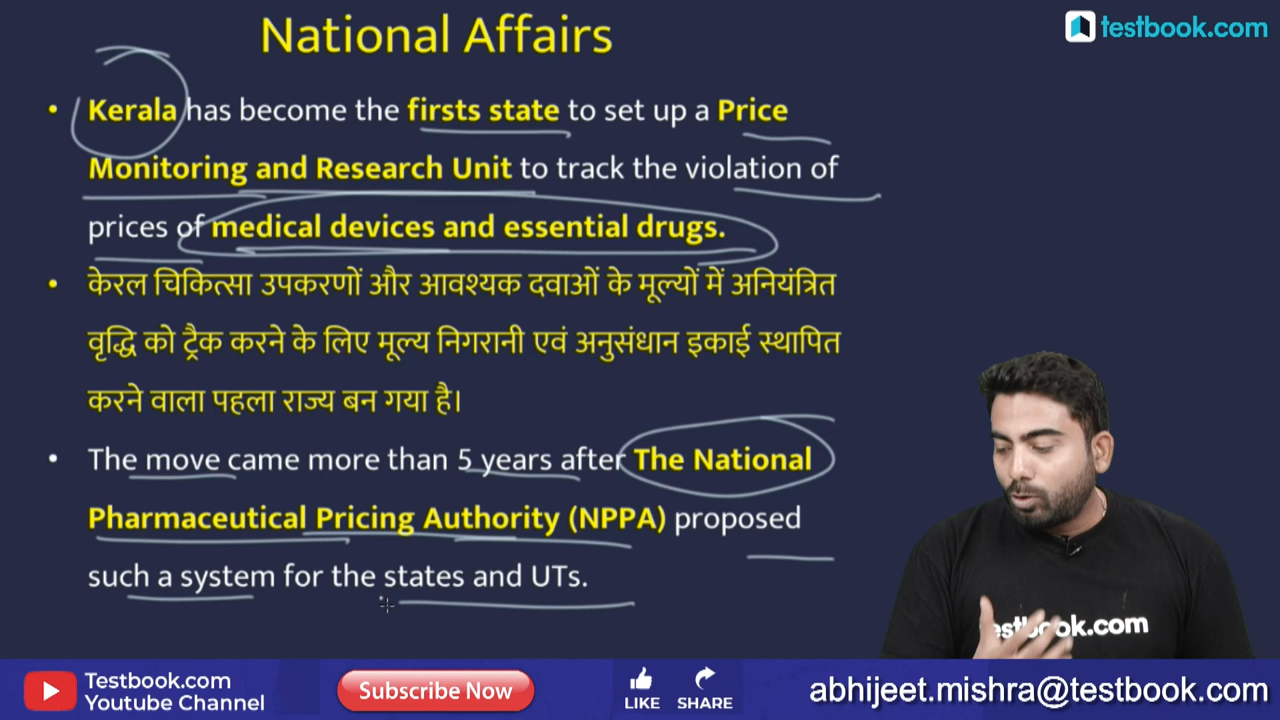 National Affairs
testbook.com
• Kerala has become the firsts state to set up a Price
Monitoring and Research Unit to track the violation of
prices of medical devices and essential drugs.
• केरल चिकित्सा उपकरणों और आवश्यक दवाओं के मूल्यों में अनियंत्रित
वृद्धि को ट्रैक करने के लिए मूल्य निगरानी एवं अनुसंधान इकाई स्थापित
करने वाला पहला राज्य बन गया है।
• The move came more than 5 years after The National
Pharmaceutical Pricing Authority (NPPA) proposed
such a system for the states and UTs.
estbook.com
Testbook.com
Youtube Channel
Subscribe Now
LIKE
SHARE
abhijeet.mishra@testbook.com